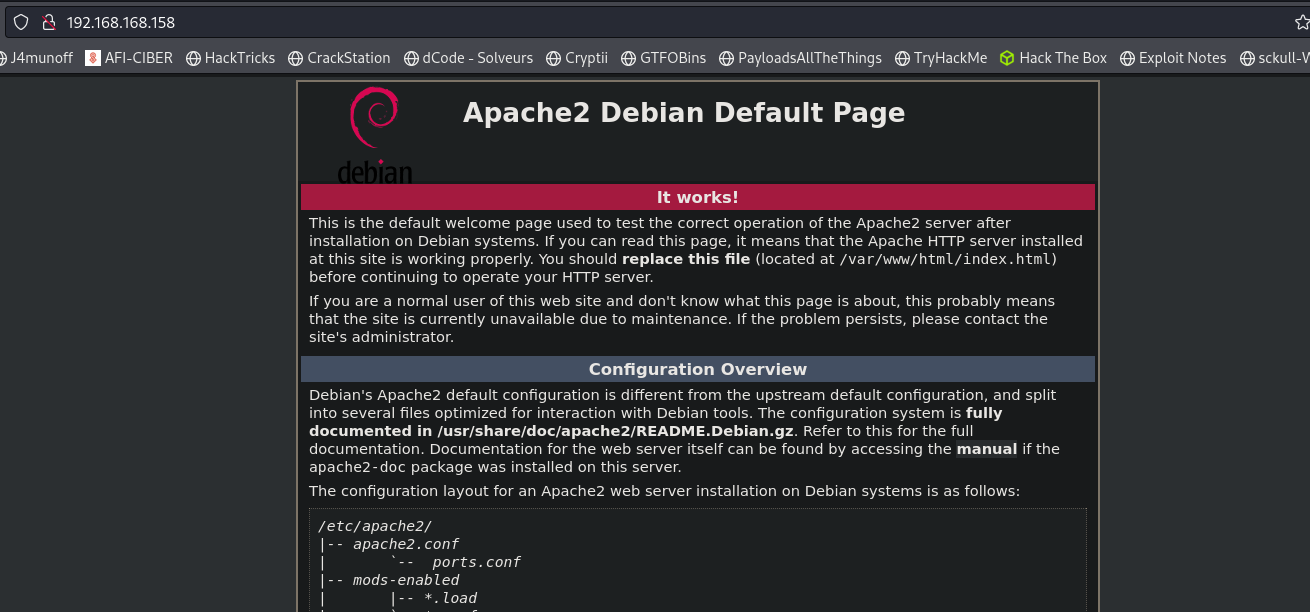 192.168.168.158
J4munoff AFI-CIBER HackTricks CrackStation dCode - Solveurs Cryptii GTFOBins PayloadsAllTheThings TryHackMe Hack The Box Exploit Notes sckull-W
debian
Apache2 Debian Default Page
It works!
This is the default welcome page used to test the correct operation of the Apache2 server after
installation on Debian systems. If you can read this page, it means that the Apache HTTP server installed
at this site is working properly. You should replace this file (located at /var/www/html/index.html)
before continuing to operate your HTTP server.
If you are a normal user of this web site and don't know what this page is about, this probably means
that the site is currently unavailable due to maintenance. If the problem persists, please contact the
site's administrator.
Configuration Overview
Debian's Apache2 default configuration is different from the upstream default configuration, and split
into several files optimized for interaction with Debian tools. The configuration system is fully
documented in /usr/share/doc/apache2/README.Debian.gz. Refer to this for the full
documentation. Documentation for the web server itself can be found by accessing the manual if the
apache2-doc package was installed on this server.
The configuration layout for an Apache2 web server installation on Debian systems is as follows:
/etc/apache2/
|-- apache2.conf
|       `--  ports.conf
|-- mods-enabled
|       |-- *.load